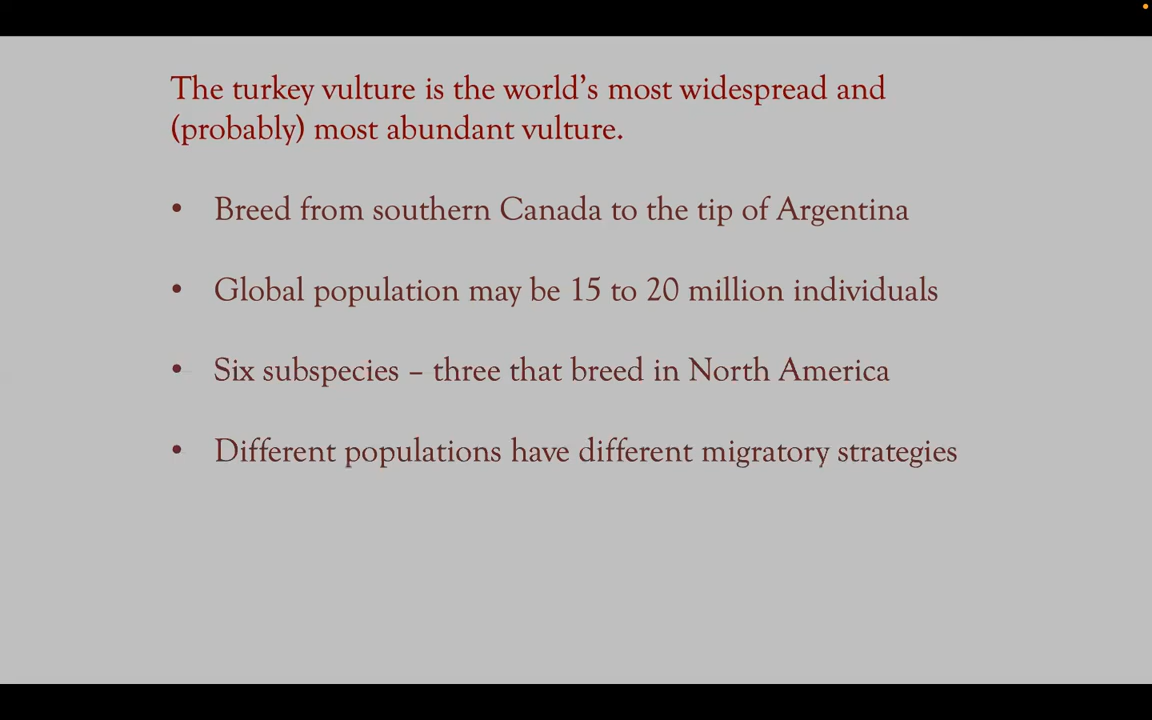 The turkey vulture is the world’s most widespread and
(probably) most abundant vulture.
• Breed from southern Canada to the tip of Argentina
• Global population may be 15 to 20 million individuals
• Six subspecies – three that breed in North America
• Different populations have different migratory strategies